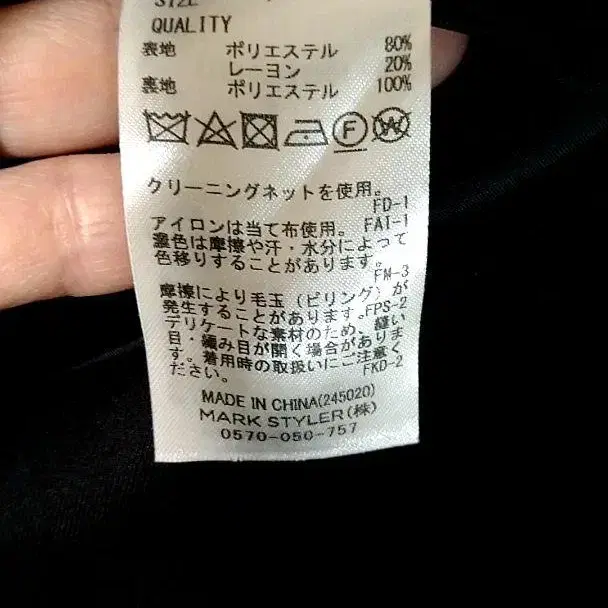 SIZE
QUALITY
表地 ポリエステル 80%
レーヨン 20%
裏地 ポリエステル 100%
F W
クリーニングネットを使用。
FD-1
アイロンは当て布使用。 FAI-1
濃色は摩擦や汗・水分によって
色移りすることがあります。
FM-3
摩擦により毛玉（ピリング）が
発生することがあります。FPS-2
デリケートな素材のため、縫い
目・編み目が開く場合がありま
す。着用時の取扱いにご注意く
ださい。 FKD-2
MADE IN CHINA(245020)
MARK STYLER(株)
0570-050-757